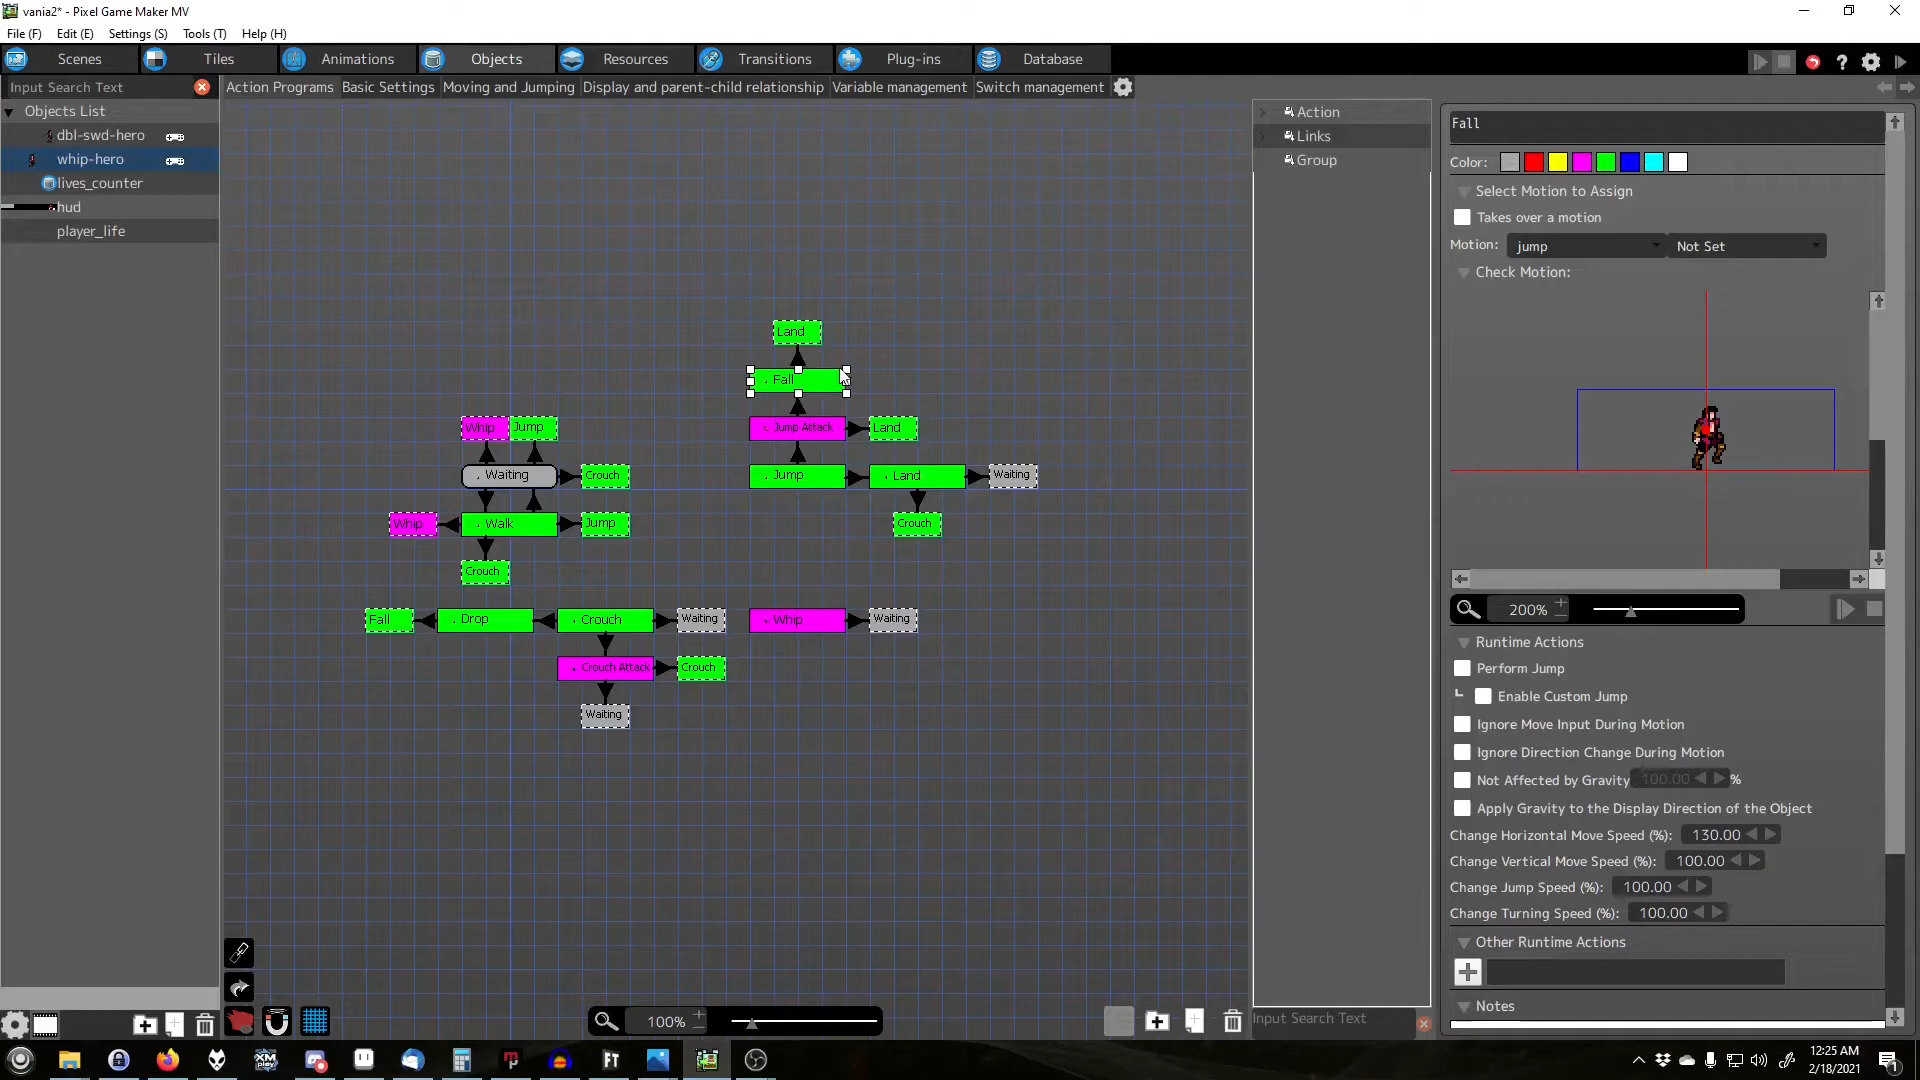 vania2* - Pixel Game Maker MV
File (F) Edit (E) Settings (S) Tools (T) Help (H)
Scenes Tiles Animations Objects Resources Transitions Plug-ins Database
Input Search Text
Action Programs Basic Settings Moving and Jumping Display and parent-child relationship Variable management Switch management
Objects List
dbl-swd-hero
whip-hero
lives_counter
hud
player_life
Land
. Fall
Whip Jump
. Jump Attack Land
. Waiting Crouch
. Jump . Land Waiting
Whip . Walk Jump
Crouch
Crouch
Fall . Drop . Crouch Waiting
. Whip Waiting
. Crouch Attack Crouch
Waiting
100%
Action
Links
Group
Input Search Text
Fall
Color:
Select Motion to Assign
Takes over a motion
Motion: jump Not Set
Check Motion:
200%
Runtime Actions
Perform Jump
Enable Custom Jump
Ignore Move Input During Motion
Ignore Direction Change During Motion
Not Affected by Gravity 100.00 %
Apply Gravity to the Display Direction of the Object
Change Horizontal Move Speed (%): 130.00
Change Vertical Move Speed (%): 100.00
Change Jump Speed (%): 100.00
Change Turning Speed (%): 100.00
Other Runtime Actions
Notes
XM play
FT
12:25 AM
2/18/2021
1